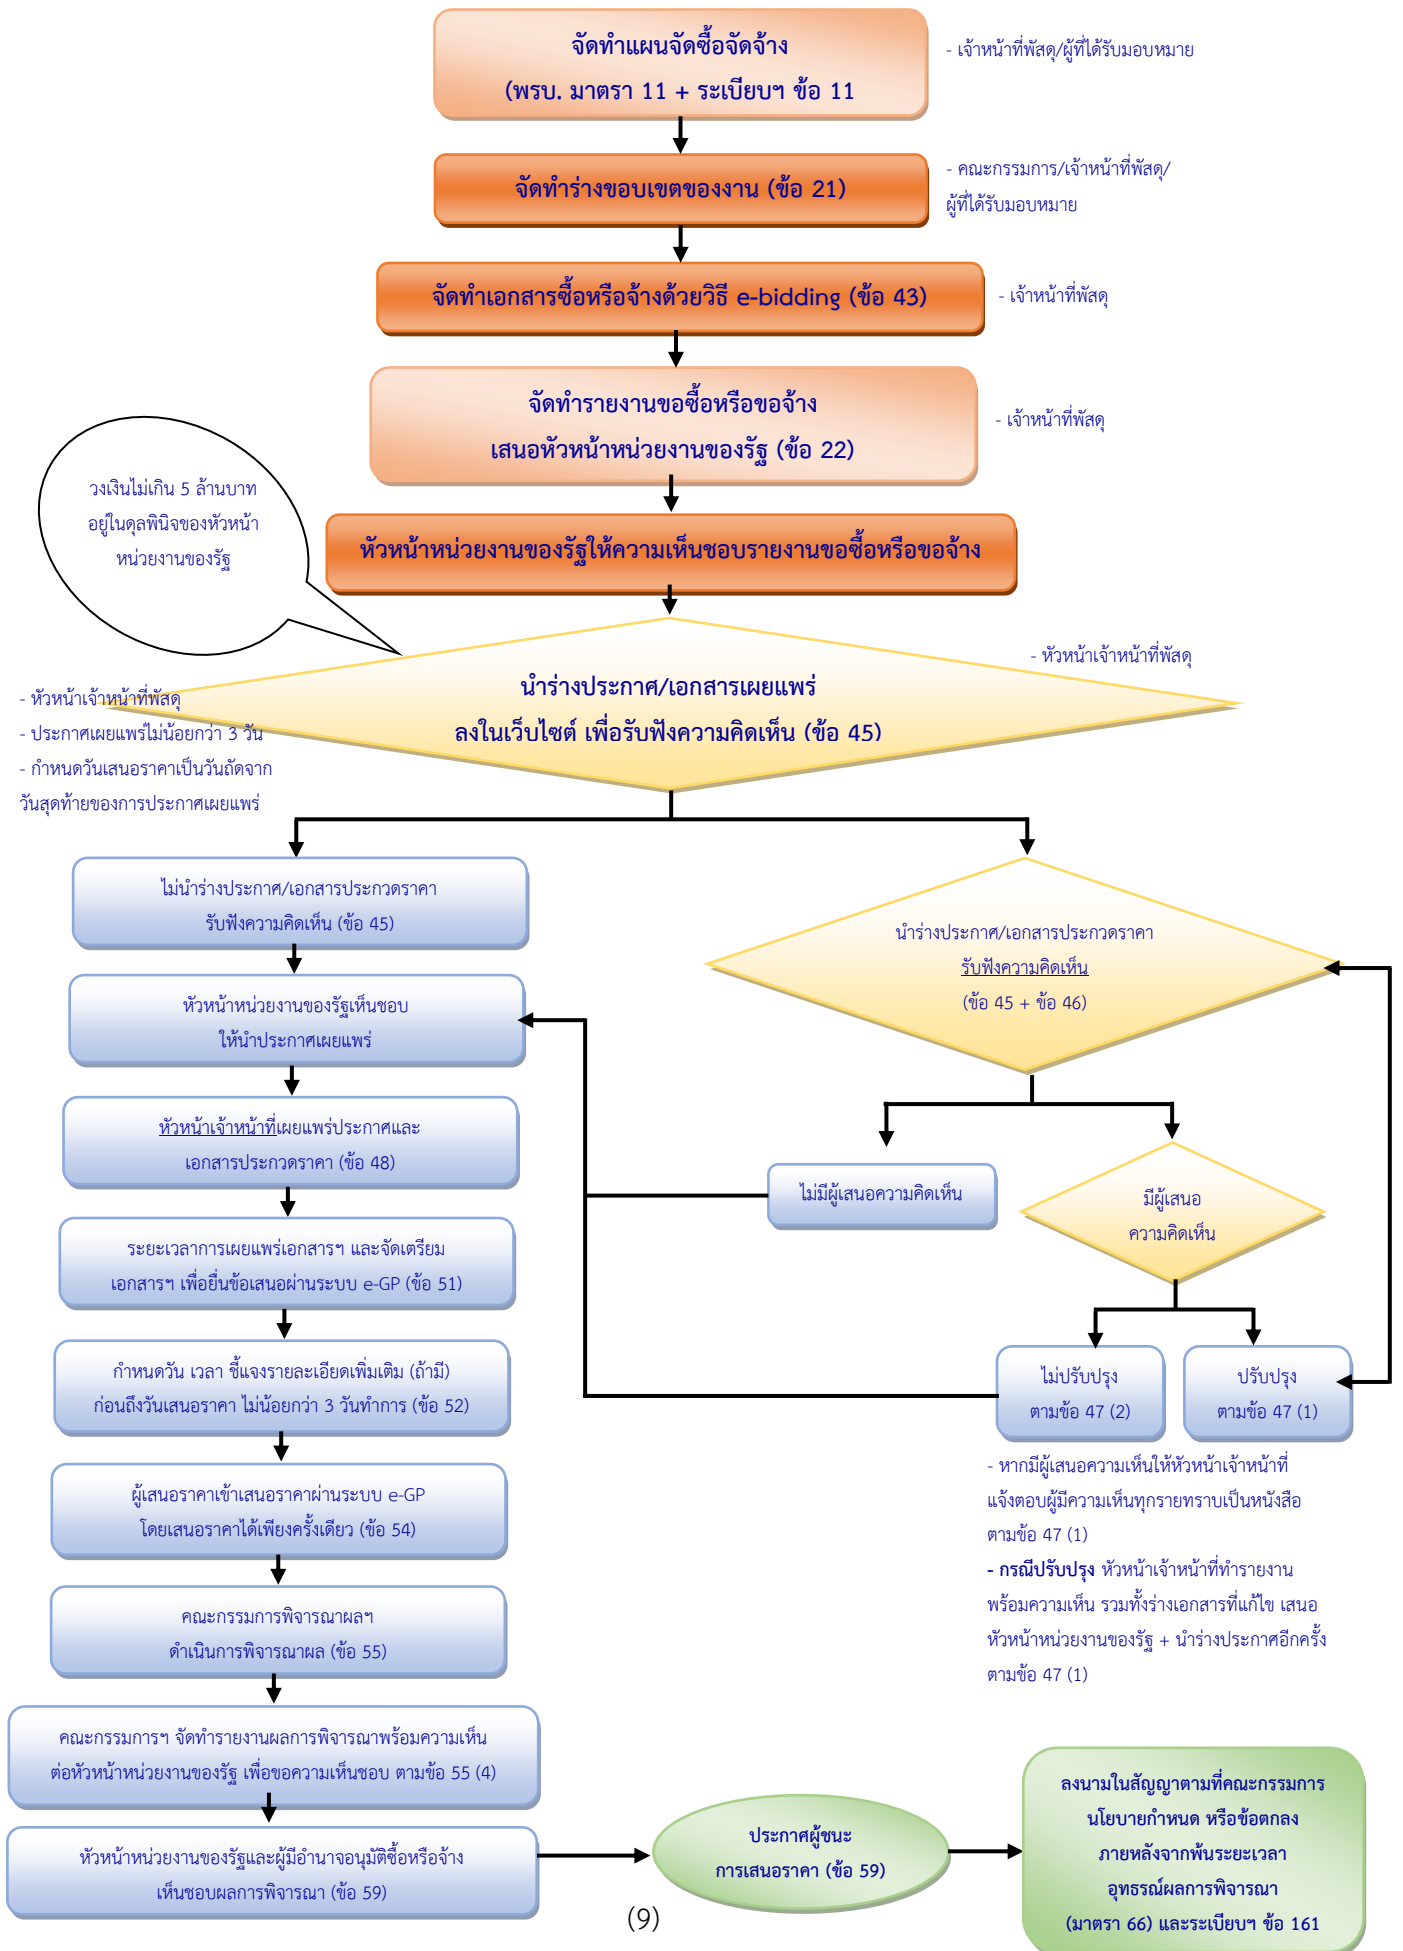 จัดทำแผนจัดซื้อจัดจ้าง
(พรบ. มาตรา 11 + ระเบียบฯ ข้อ 11
- เจ้าหน้าที่พัสดุ/ผู้ที่ได้รับมอบหมาย
จัดทำร่างขอบเขตของงาน (ข้อ 21)
- คณะกรรมการ/เจ้าหน้าที่พัสดุ/
ผู้ที่ได้รับมอบหมาย
จัดทำเอกสารซื้อหรือจ้างด้วยวิธี e-bidding (ข้อ 43)
- เจ้าหน้าที่พัสดุ
จัดทำรายงานขอซื้อหรือขอจ้าง
เสนอหัวหน้าหน่วยงานของรัฐ (ข้อ 22)
- เจ้าหน้าที่พัสดุ
วงเงินไม่เกิน 5 ล้านบาท
อยู่ในดุลพินิจของหัวหน้า
หน่วยงานของรัฐ
หัวหน้าหน่วยงานของรัฐให้ความเห็นชอบรายงานขอซื้อหรือขอจ้าง
- หัวหน้าเจ้าหน้าที่พัสดุ
นำร่างประกาศ/เอกสารเผยแพร่
ลงในเว็บไซต์ เพื่อรับฟังความคิดเห็น (ข้อ 45)
- หัวหน้าเจ้าหน้าที่พัสดุ
- ประกาศเผยแพร่ไม่น้อยกว่า 3 วัน
- กำหนดวันเสนอราคาเป็นวันถัดจาก
วันสุดท้ายของการประกาศเผยแพร่
ไม่นำร่างประกาศ/เอกสารประกวดราคา
รับฟังความคิดเห็น (ข้อ 45)
นำร่างประกาศ/เอกสารประกวดราคา
รับฟังความคิดเห็น
(ข้อ 45 + ข้อ 46)
หัวหน้าหน่วยงานของรัฐเห็นชอบ
ให้นำประกาศเผยแพร่
หัวหน้าเจ้าหน้าที่เผยแพร่ประกาศและ
เอกสารประกวดราคา (ข้อ 48)
ไม่มีผู้เสนอความคิดเห็น
มีผู้เสนอ
ความคิดเห็น
ระยะเวลาการเผยแพร่เอกสารฯ และจัดเตรียม
เอกสารฯ เพื่อยื่นข้อเสนอผ่านระบบ e-GP (ข้อ 51)
กำหนดวัน เวลา ชี้แจงรายละเอียดเพิ่มเติม (ถ้ามี)
ก่อนถึงวันเสนอราคา ไม่น้อยกว่า 3 วันทำการ (ข้อ 52)
ไม่ปรับปรุง
ตามข้อ 47 (2)
ปรับปรุง
ตามข้อ 47 (1)
- หากมีผู้เสนอความเห็นให้หัวหน้าเจ้าหน้าที่
แจ้งตอบผู้มีความเห็นทุกรายทราบเป็นหนังสือ
ตามข้อ 47 (1)
- กรณีปรับปรุง หัวหน้าเจ้าหน้าที่ทำรายงาน
พร้อมความเห็น รวมทั้งร่างเอกสารที่แก้ไข เสนอ
หัวหน้าหน่วยงานของรัฐ + นำร่างประกาศอีกครั้ง
ตามข้อ 47 (1)
ผู้เสนอราคาเข้าเสนอราคาผ่านระบบ e-GP
โดยเสนอราคาได้เพียงครั้งเดียว (ข้อ 54)
คณะกรรมการพิจารณาผลฯ
ดำเนินการพิจารณาผล (ข้อ 55)
คณะกรรมการฯ จัดทำรายงานผลการพิจารณาพร้อมความเห็น
ต่อหัวหน้าหน่วยงานของรัฐ เพื่อขอความเห็นชอบ ตามข้อ 55 (4)
หัวหน้าหน่วยงานของรัฐและผู้มีอำนาจอนุมัติซื้อหรือจ้าง
เห็นชอบผลการพิจารณา (ข้อ 59)
ประกาศผู้ชนะ
การเสนอราคา (ข้อ 59)
ลงนามในสัญญาตามที่คณะกรรมการ
นโยบายกำหนด หรือข้อตกลง
ภายหลังจากพ้นระยะเวลา
อุทธรณ์ผลการพิจารณา
(มาตรา 66) และระเบียบฯ ข้อ 161
(9)